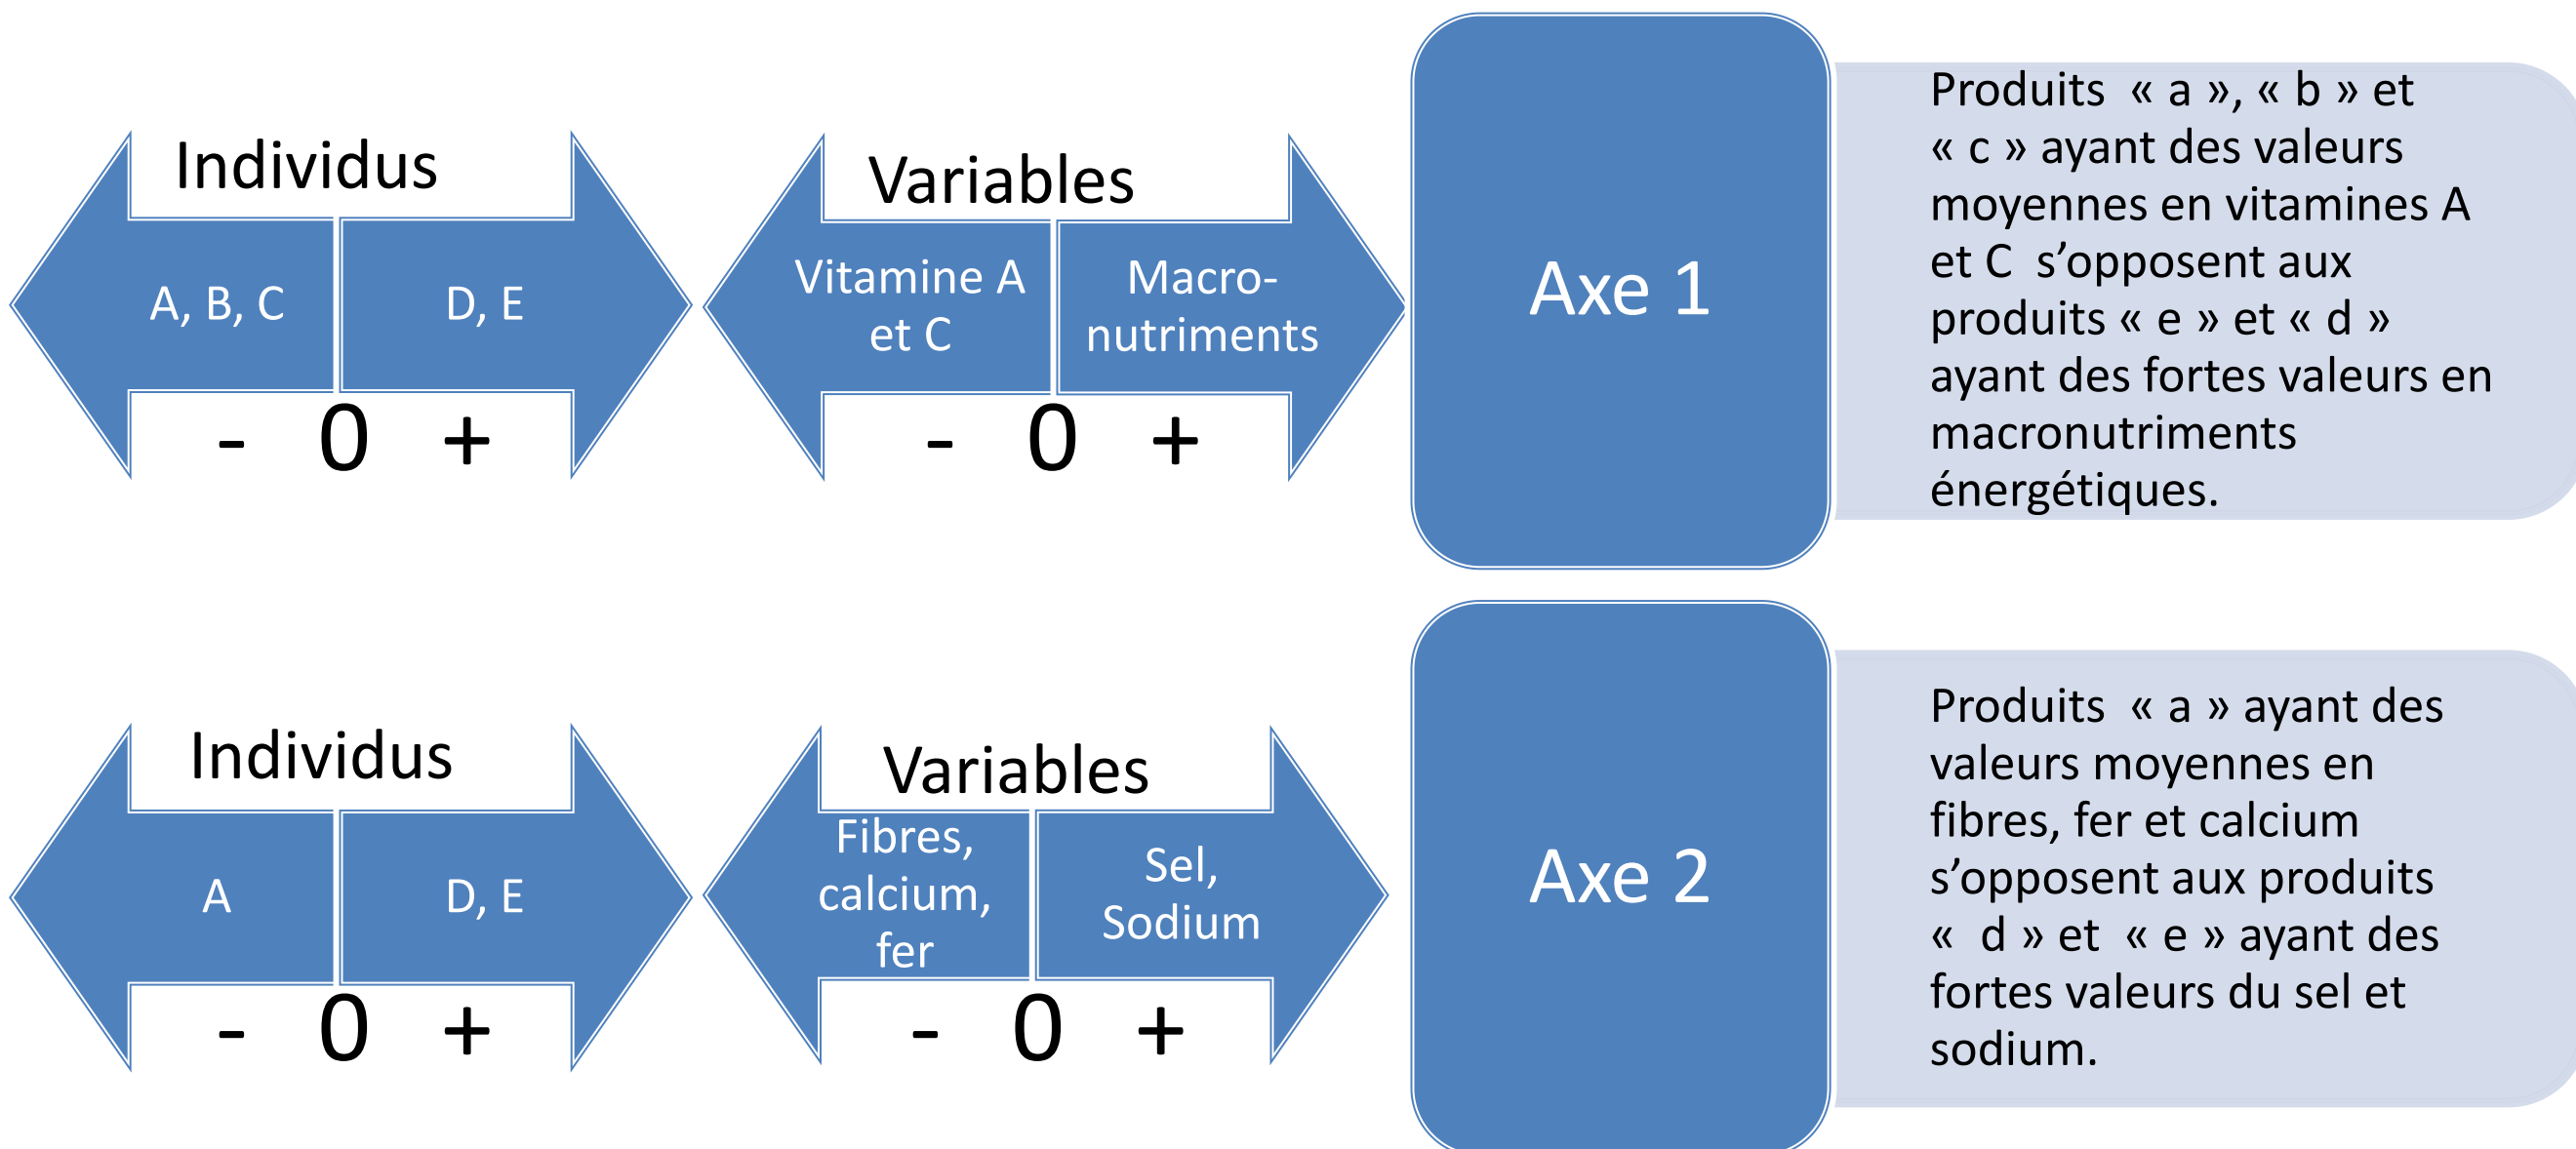 Individus
A, B, C
D, E
- 0 +
Variables
Vitamine A
et C
Macro-
nutriments
- 0 +
Axe 1
Produits « a », « b » et
« c » ayant des valeurs
moyennes en vitamines A
et C s’opposent aux
produits « e » et « d »
ayant des fortes valeurs en
macronutriments
énergétiques.
Individus
A
D, E
- 0 +
Variables
Fibres,
calcium,
fer
Sel,
Sodium
- 0 +
Axe 2
Produits « a » ayant des
valeurs moyennes en
fibres, fer et calcium
s’opposent aux produits
« d » et « e » ayant des
fortes valeurs du sel et
sodium.